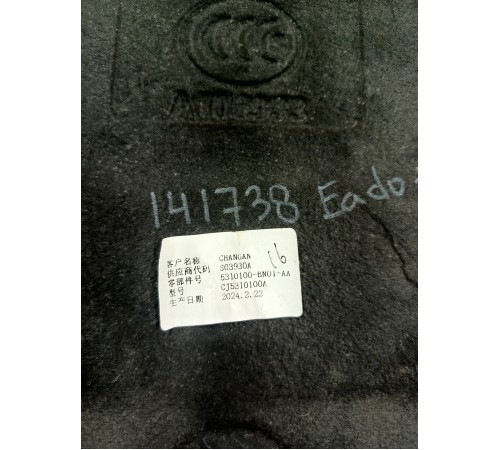 CCC
141738 Eado
16
客户名称 CHANGAN
供应商代码 S03930A
零部件号 5310100-BN01-AA
型号 CJ5310100A
生产日期 2024.2.22